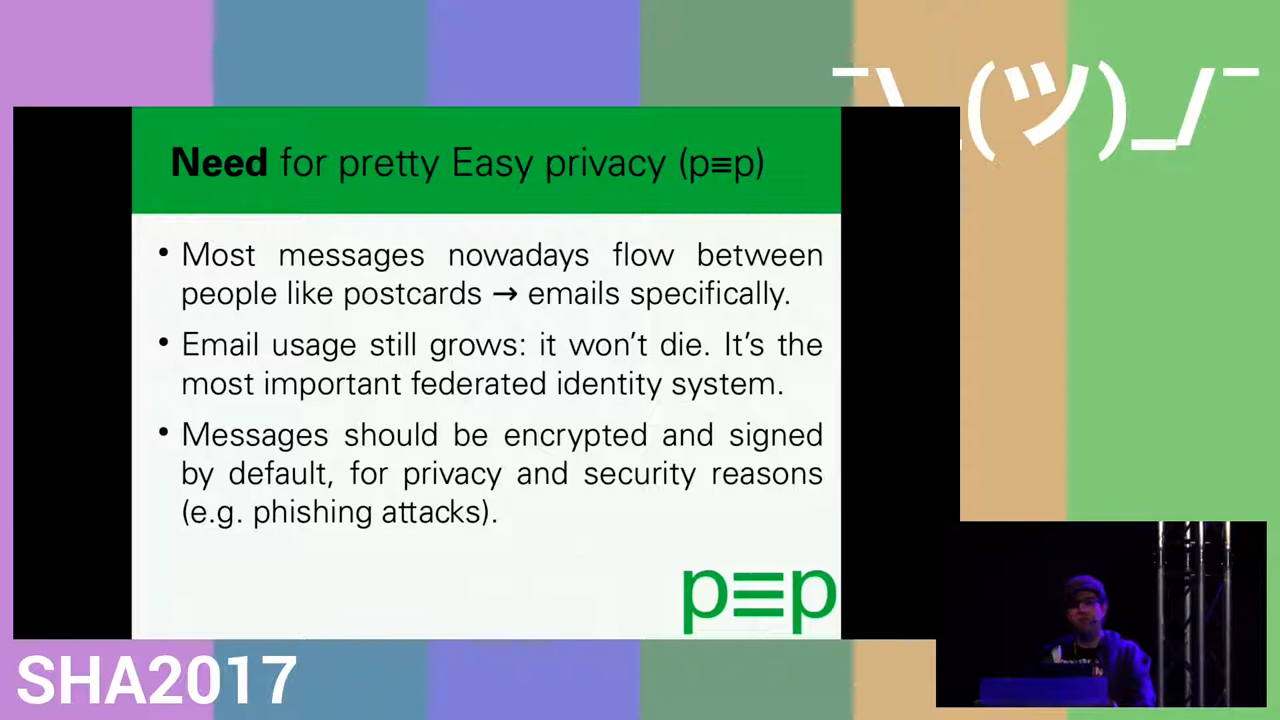 ¯\_(ツ)_/¯
Need for pretty Easy privacy (p≡p)
• Most messages nowadays flow between
people like postcards → emails specifically.
• Email usage still grows: it won't die. It's the
most important federated identity system.
• Messages should be encrypted and signed
by default, for privacy and security reasons
(e.g. phishing attacks).
p≡p
SHA2017